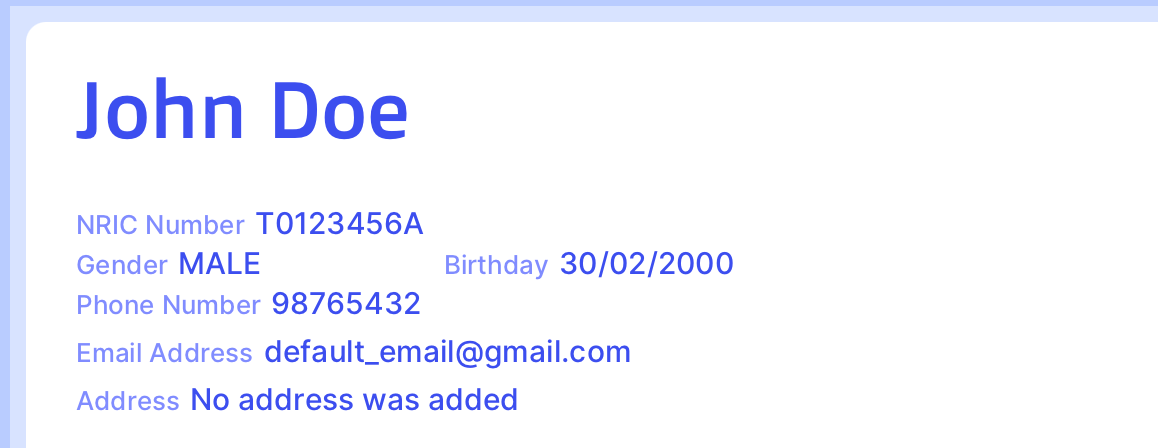 John Doe
NRIC Number T0123456A
Gender MALE Birthday 30/02/2000
Phone Number 98765432
Email Address default_email@gmail.com
Address No address was added